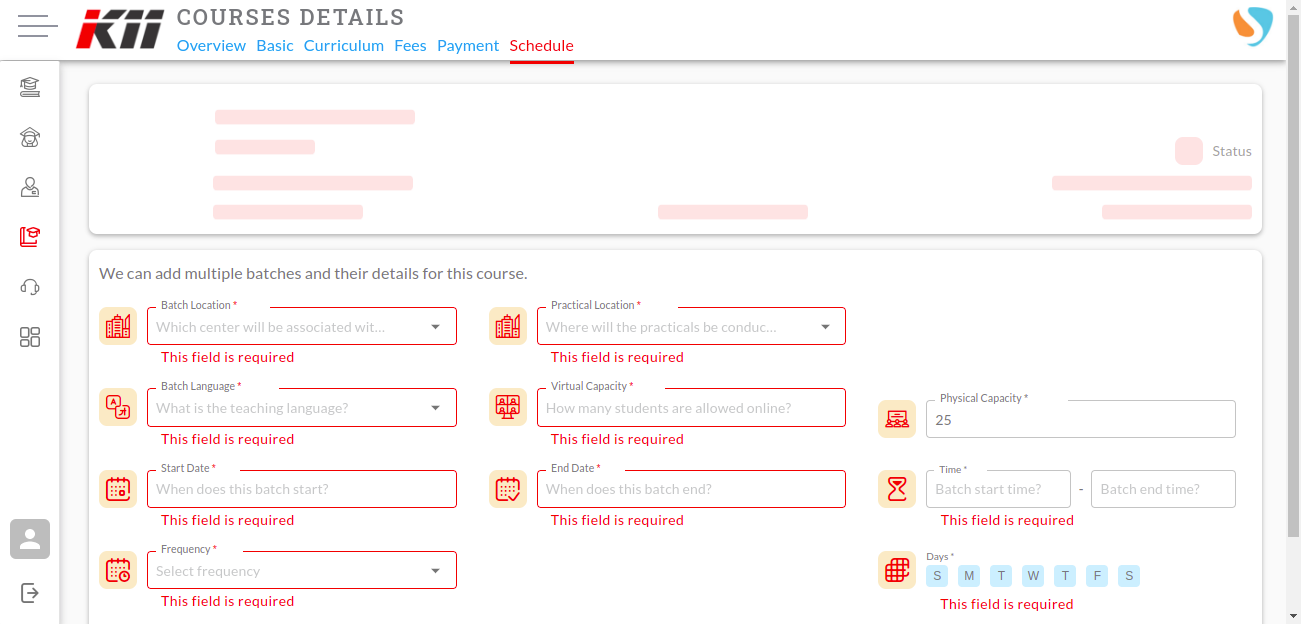 KII
COURSES DETAILS
Overview Basic Curriculum Fees Payment Schedule
Status
We can add multiple batches and their details for this course.
Batch Location *
Which center will be associated wit...
This field is required
Practical Location *
Where will the practicals be conduc...
This field is required
Batch Language *
What is the teaching language?
This field is required
Virtual Capacity *
How many students are allowed online?
This field is required
Physical Capacity *
25
Start Date *
When does this batch start?
This field is required
End Date *
When does this batch end?
This field is required
Time *
Batch start time? - Batch end time?
This field is required
Frequency *
Select frequency
This field is required
Days *
S M T W T F S
This field is required